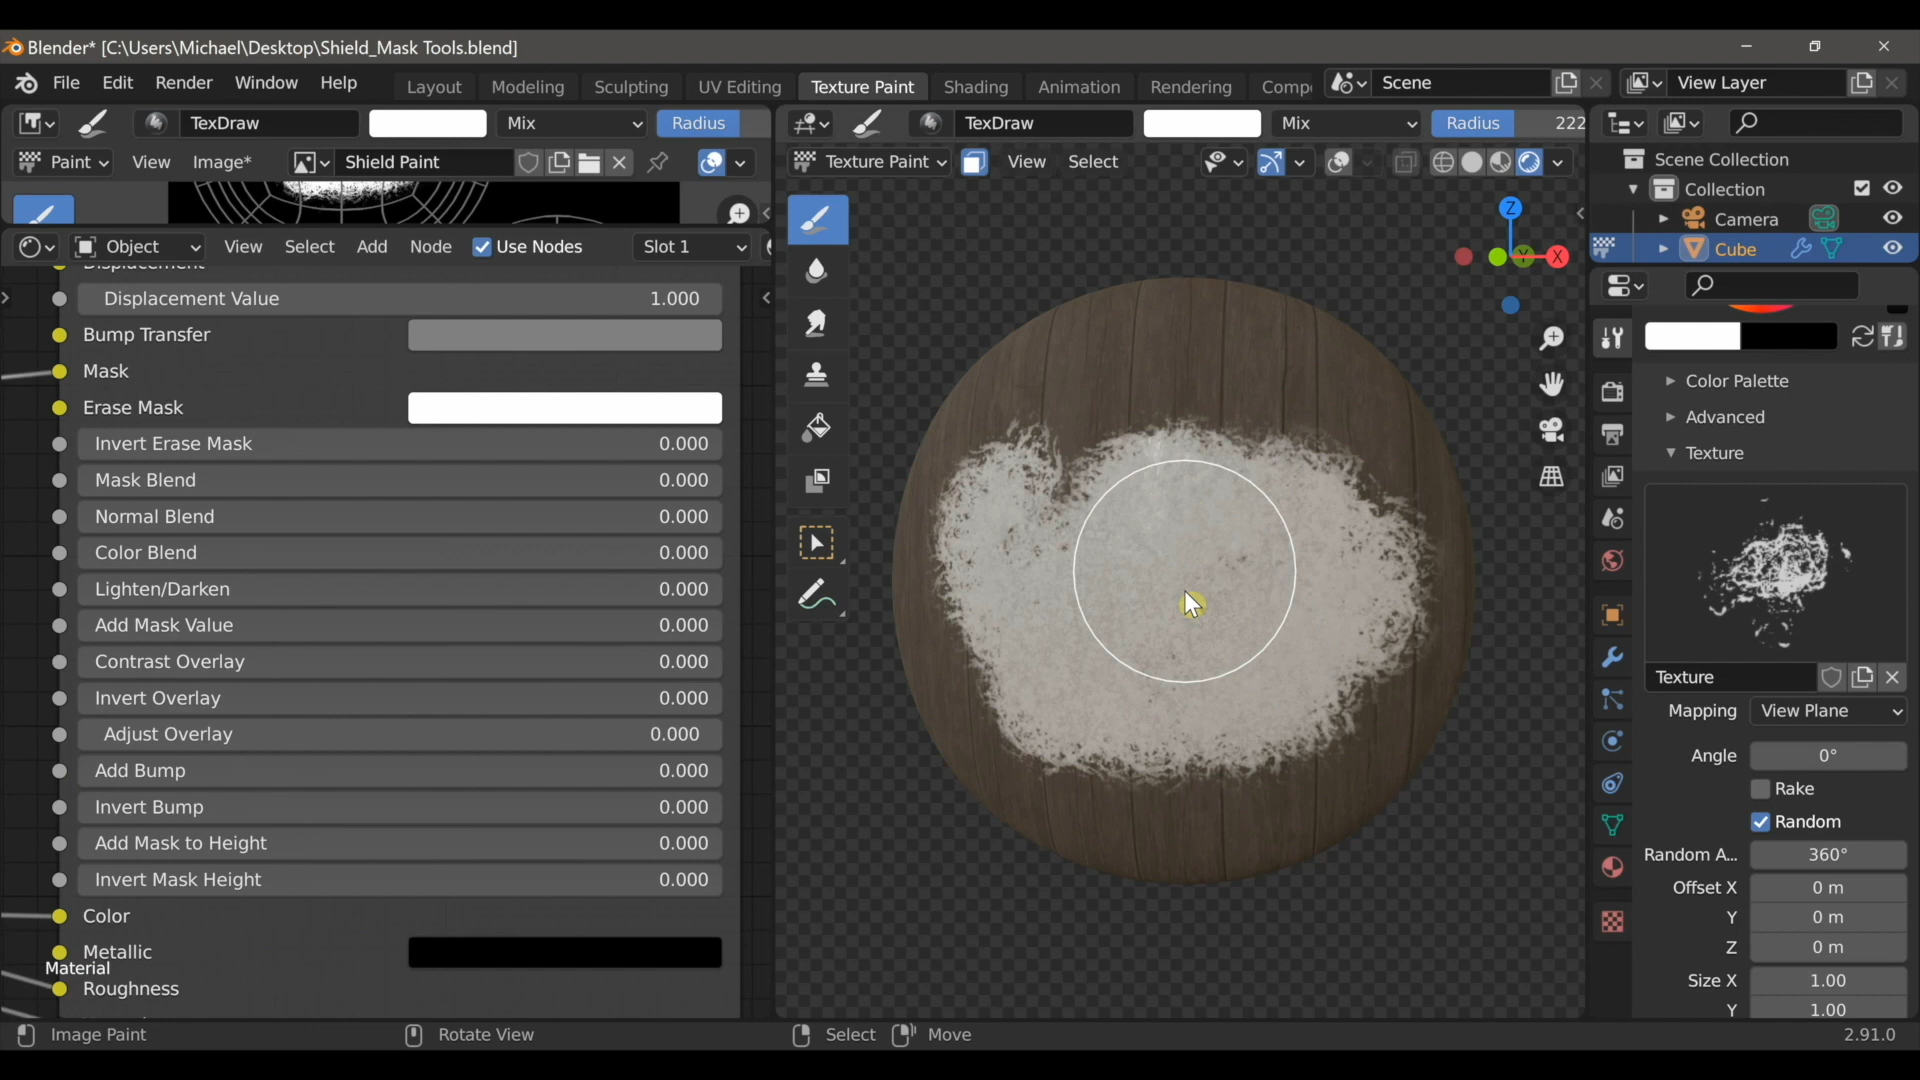 Blender* [C:\Users\Michael\Desktop\Shield_Mask Tools.blend]
File Edit Render Window Help
Layout Modeling Sculpting UV Editing Texture Paint Shading Animation Rendering Comp
Scene
View Layer
TexDraw Mix Radius
TexDraw Mix Radius 222
Paint View Image* Shield Paint
Texture Paint View Select
Object View Select Add Node Use Nodes Slot 1
Displacement
Displacement Value 1.000
Bump Transfer
Mask
Erase Mask
Invert Erase Mask 0.000
Mask Blend 0.000
Normal Blend 0.000
Color Blend 0.000
Lighten/Darken 0.000
Add Mask Value 0.000
Contrast Overlay 0.000
Invert Overlay 0.000
Adjust Overlay 0.000
Add Bump 0.000
Invert Bump 0.000
Add Mask to Height 0.000
Invert Mask Height 0.000
Color
Metallic
Material
Roughness
Z
Y
X
Scene Collection
Collection
Camera
Cube
Color Palette
Advanced
Texture
Texture
Mapping View Plane
Angle 0°
Rake
Random
Random A... 360°
Offset X 0 m
Y 0 m
Z 0 m
Size X 1.00
Y 1.00
Image Paint Rotate View Select Move 2.91.0